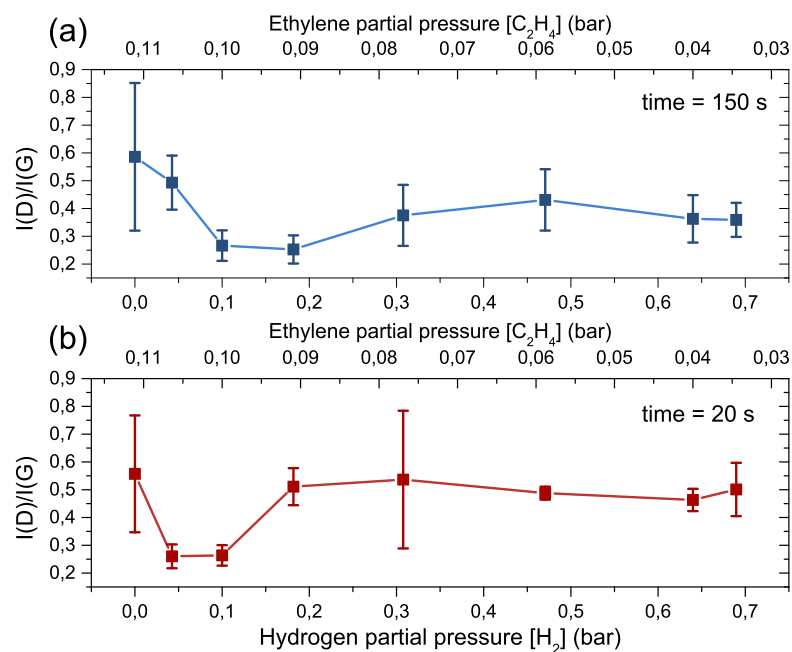 (a)
Ethylene partial pressure [C₂H₄] (bar)
0,11 0,10 0,09 0,08 0,07 0,06 0,05 0,04 0,03
time = 150 s
I(D)/I(G)
0,9
0,8
0,7
0,6
0,5
0,4
0,3
0,2
0,0 0,1 0,2 0,3 0,4 0,5 0,6 0,7
(b)
Ethylene partial pressure [C₂H₄] (bar)
0,11 0,10 0,09 0,08 0,07 0,06 0,05 0,04 0,03
time = 20 s
I(D)/I(G)
0,9
0,8
0,7
0,6
0,5
0,4
0,3
0,2
0,0 0,1 0,2 0,3 0,4 0,5 0,6 0,7
Hydrogen partial pressure [H₂] (bar)